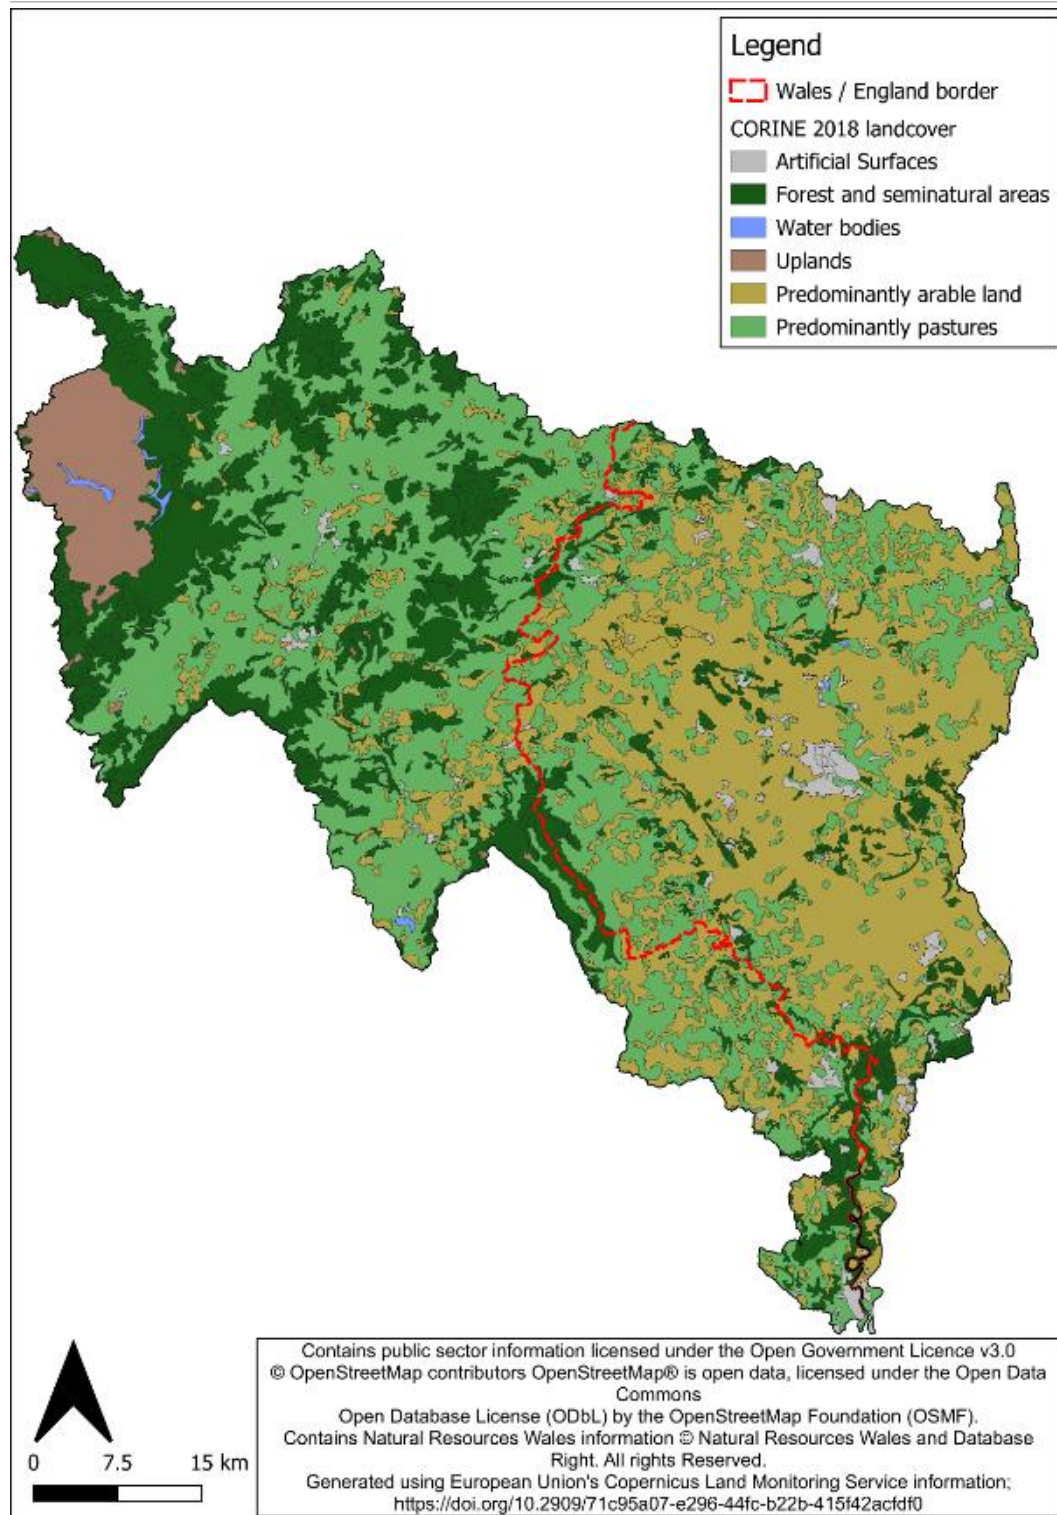 Legend
Wales / England border
CORINE 2018 landcover
Artificial Surfaces
Forest and seminatural areas
Water bodies
Uplands
Predominantly arable land
Predominantly pastures
0 7.5 15 km
Contains public sector information licensed under the Open Government Licence v3.0
© OpenStreetMap contributors OpenStreetMap® is open data, licensed under the Open Data
Commons
Open Database License (ODbL) by the OpenStreetMap Foundation (OSMF).
Contains Natural Resources Wales information © Natural Resources Wales and Database
Right. All rights Reserved.
Generated using European Union's Copernicus Land Monitoring Service information;
https://doi.org/10.2909/71c95a07-e296-44fc-b22b-415f42acfdf0